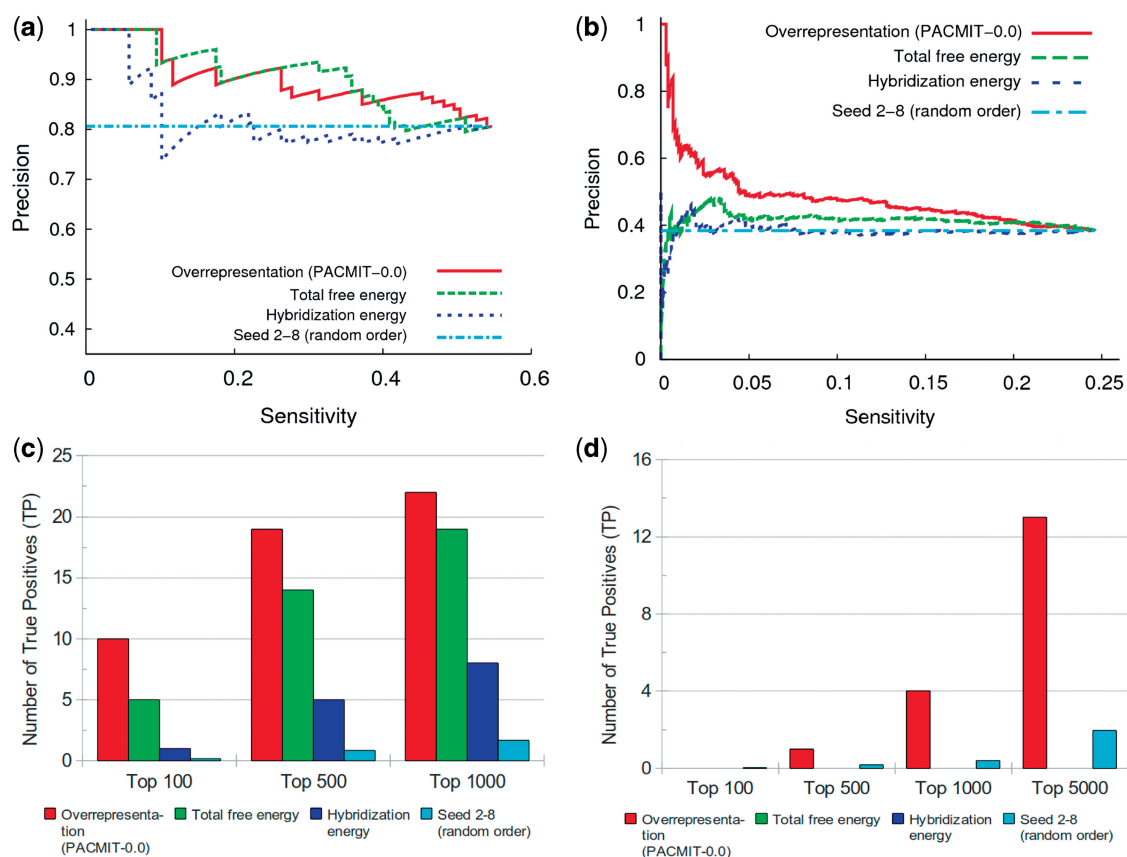 (a)
1
0.9
0.8
0.7
0.6
0.5
0.4
Precision
Overrepresentation (PACMIT−0.0)
Total free energy
Hybridization energy
Seed 2−8 (random order)
0 0.2 0.4 0.6
Sensitivity
(b)
1
0.8
0.6
0.4
0.2
0
Precision
Overrepresentation (PACMIT−0.0)
Total free energy
Hybridization energy
Seed 2−8 (random order)
0 0.05 0.1 0.15 0.2 0.25
Sensitivity
(c)
25
20
15
10
5
0
Number of True Positives (TP)
Top 100 Top 500 Top 1000
Overrepresenta-
tion
(PACMIT-0.0)
Total free energy
Hybridization
energy
Seed 2-8
(random order)
(d)
16
12
8
4
0
Number of True Positives (TP)
Top 100 Top 500 Top 1000 Top 5000
Overrepresenta-
tion
(PACMIT-0.0)
Total free energy
Hybridization
energy
Seed 2-8
(random order)